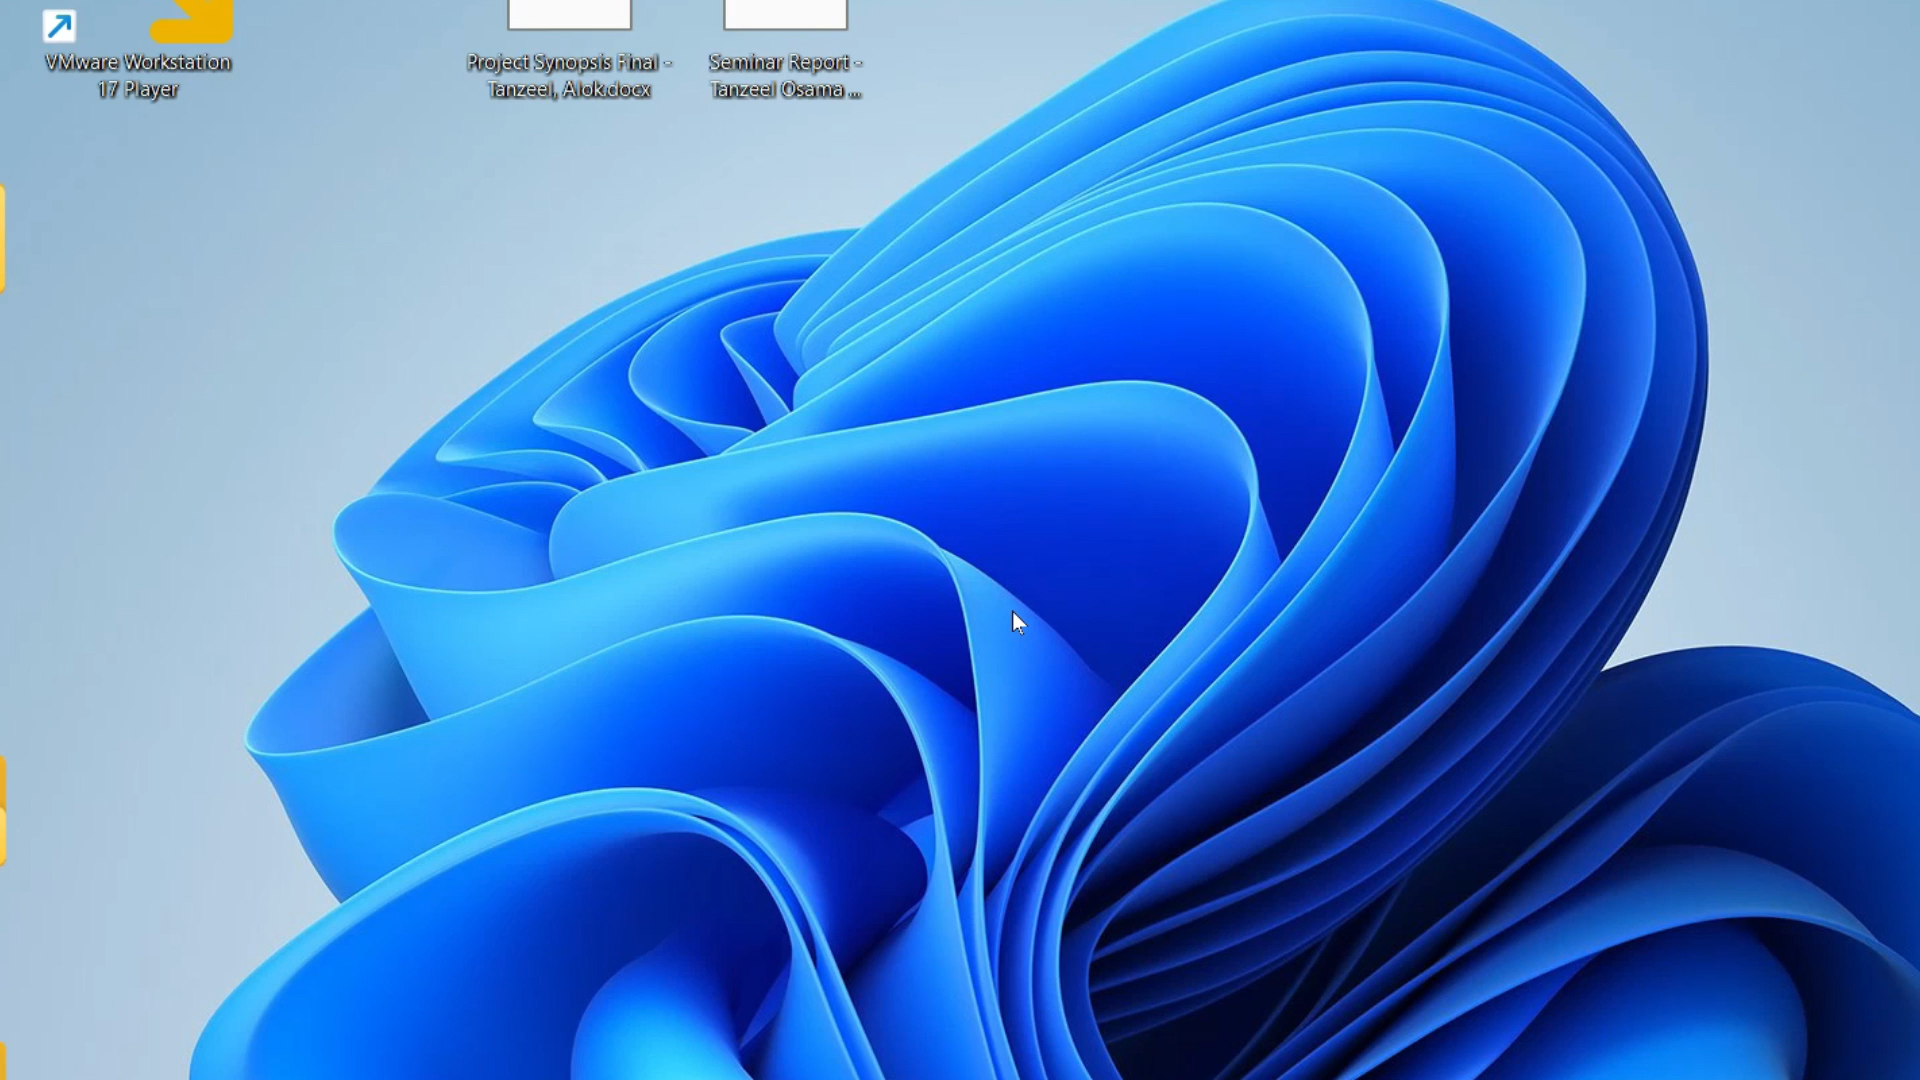 VMware Workstation
17 Player
Project Synopsis Final -
Tanzeel, Alok.docx
Seminar Report -
Tanzeel Osama ...